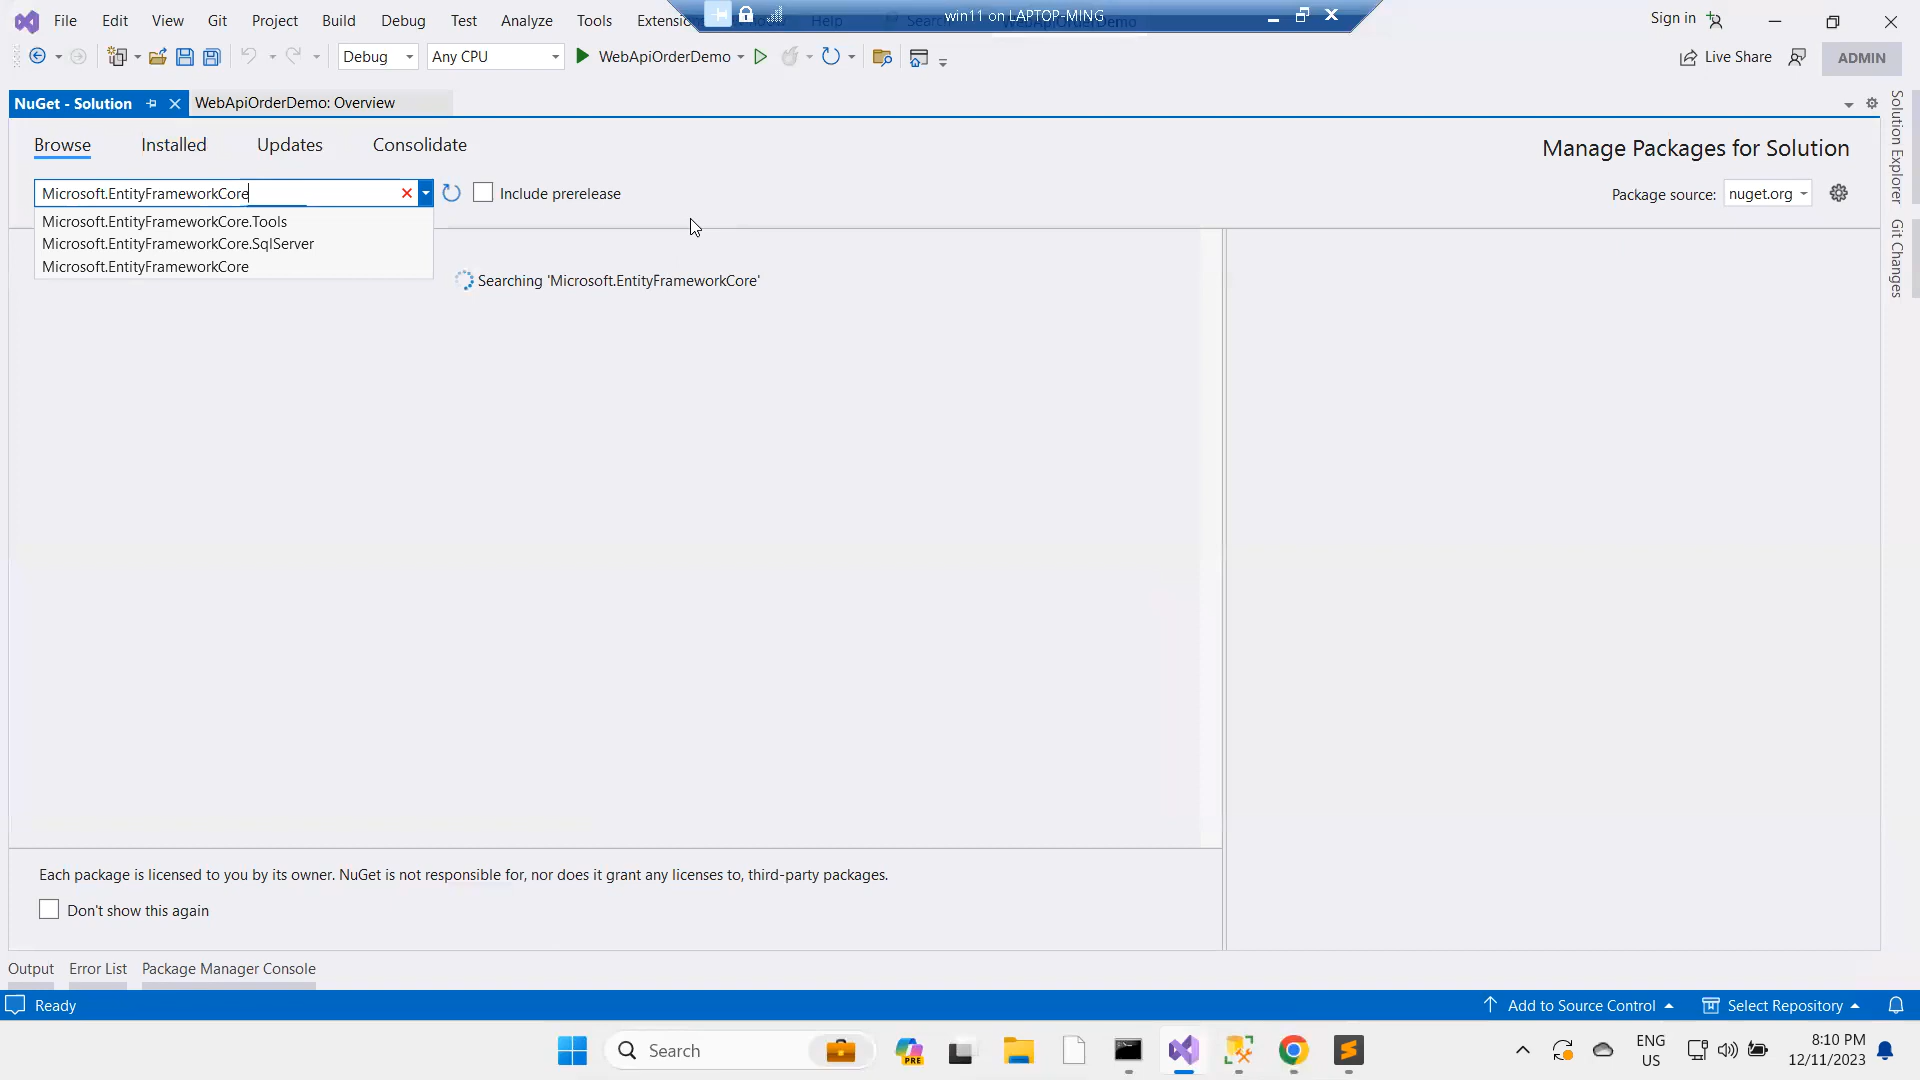 File Edit View Git Project Build Debug Test Analyze Tools
win11 on LAPTOP-MING
Sign in
Debug Any CPU WebApiOrderDemo
Live Share
ADMIN
NuGet - Solution
WebApiOrderDemo: Overview
Browse Installed Updates Consolidate
Manage Packages for Solution
Microsoft.EntityFrameworkCore
Include prerelease
Package source: nuget.org
Microsoft.EntityFrameworkCore.Tools
Microsoft.EntityFrameworkCore.SqlServer
Microsoft.EntityFrameworkCore
Searching 'Microsoft.EntityFrameworkCore'
Solution Explorer
Git Changes
Each package is licensed to you by its owner. NuGet is not responsible for, nor does it grant any licenses to, third-party packages.
Don't show this again
Output Error List Package Manager Console
Ready
Add to Source Control
Select Repository
Search
PRE
ENG
US
8:10 PM
12/11/2023